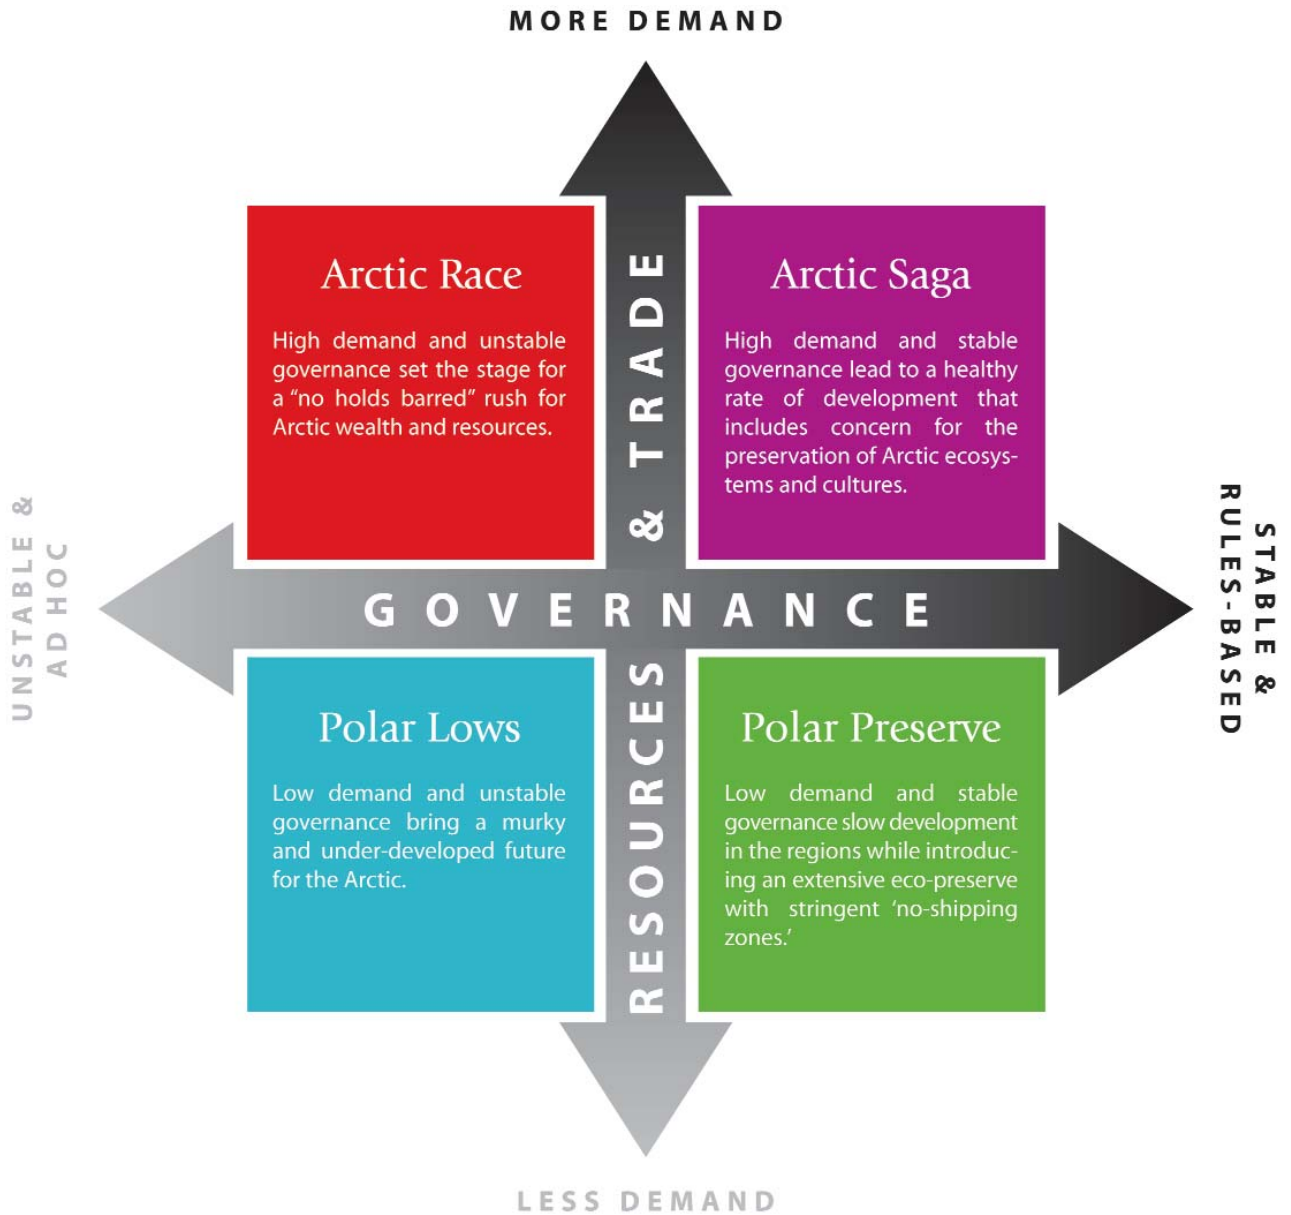 MORE DEMAND
Arctic Race
High demand and unstable
governance set the stage for
a “no holds barred” rush for
Arctic wealth and resources.
Arctic Saga
High demand and stable
governance lead to a healthy
rate of development that
includes concern for the
preservation of Arctic ecosys-
tems and cultures.
UNSTABLE &
AD HOC
GOVERNANCE
RESOURCES & TRADE
STABLE &
RULES-BASED
Polar Lows
Low demand and unstable
governance bring a murky
and under-developed future
for the Arctic.
Polar Preserve
Low demand and stable
governance slow development
in the regions while introduc-
ing an extensive eco-preserve
with stringent ‘no-shipping
zones.’
LESS DEMAND